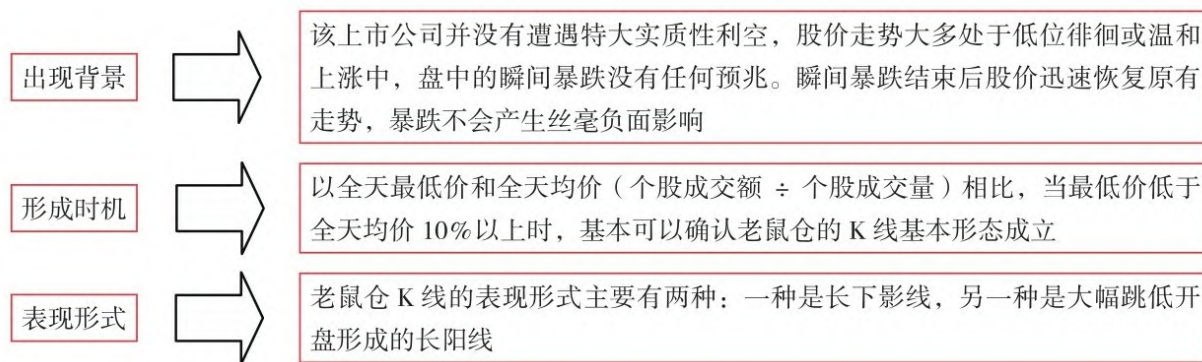 出现背景
该上市公司并没有遭遇特大实质性利空，股价走势大多处于低位徘徊或温和
上涨中，盘中的瞬间暴跌没有任何预兆。瞬间暴跌结束后股价迅速恢复原有
走势，暴跌不会产生丝毫负面影响
形成时机
以全天最低价和全天均价（个股成交额 ÷ 个股成交量）相比，当最低价低于
全天均价 10%以上时，基本可以确认老鼠仓的 K 线基本形态成立
表现形式
老鼠仓 K 线的表现形式主要有两种：一种是长下影线，另一种是大幅跳低开
盘形成的长阳线